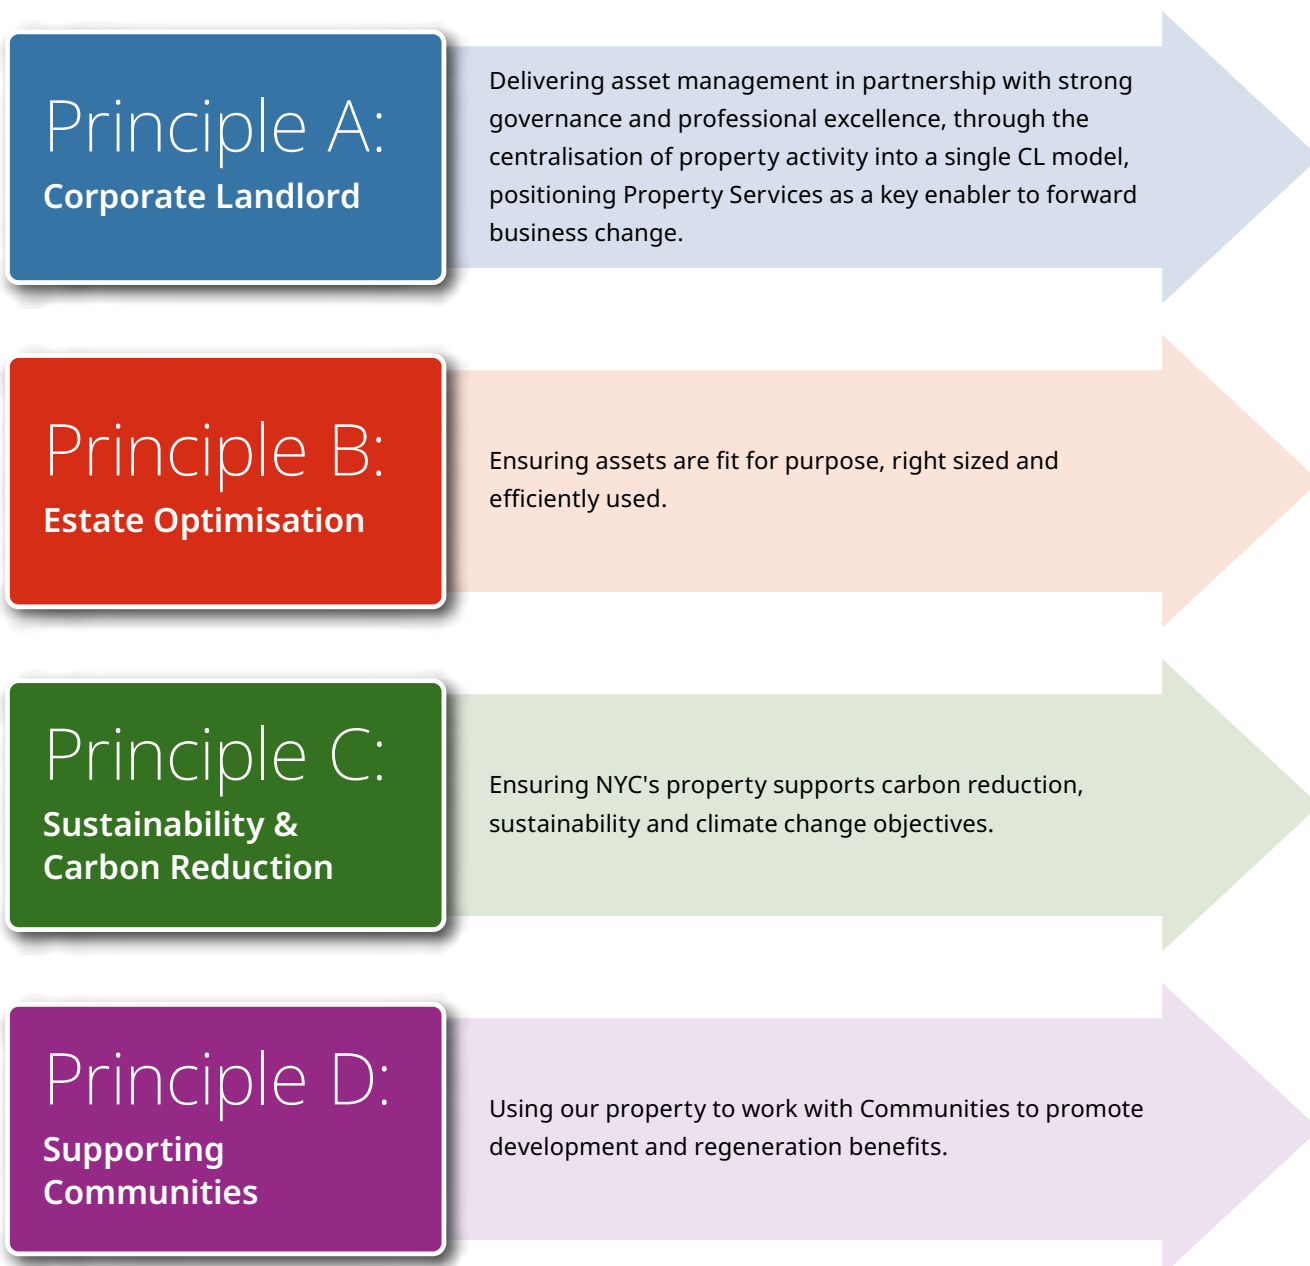 Principle A:
Corporate Landlord
Delivering asset management in partnership with strong
governance and professional excellence, through the
centralisation of property activity into a single CL model,
positioning Property Services as a key enabler to forward
business change.
Principle B:
Estate Optimisation
Ensuring assets are fit for purpose, right sized and
efficiently used.
Principle C:
Sustainability &
Carbon Reduction
Ensuring NYC's property supports carbon reduction,
sustainability and climate change objectives.
Principle D:
Supporting
Communities
Using our property to work with Communities to promote
development and regeneration benefits.